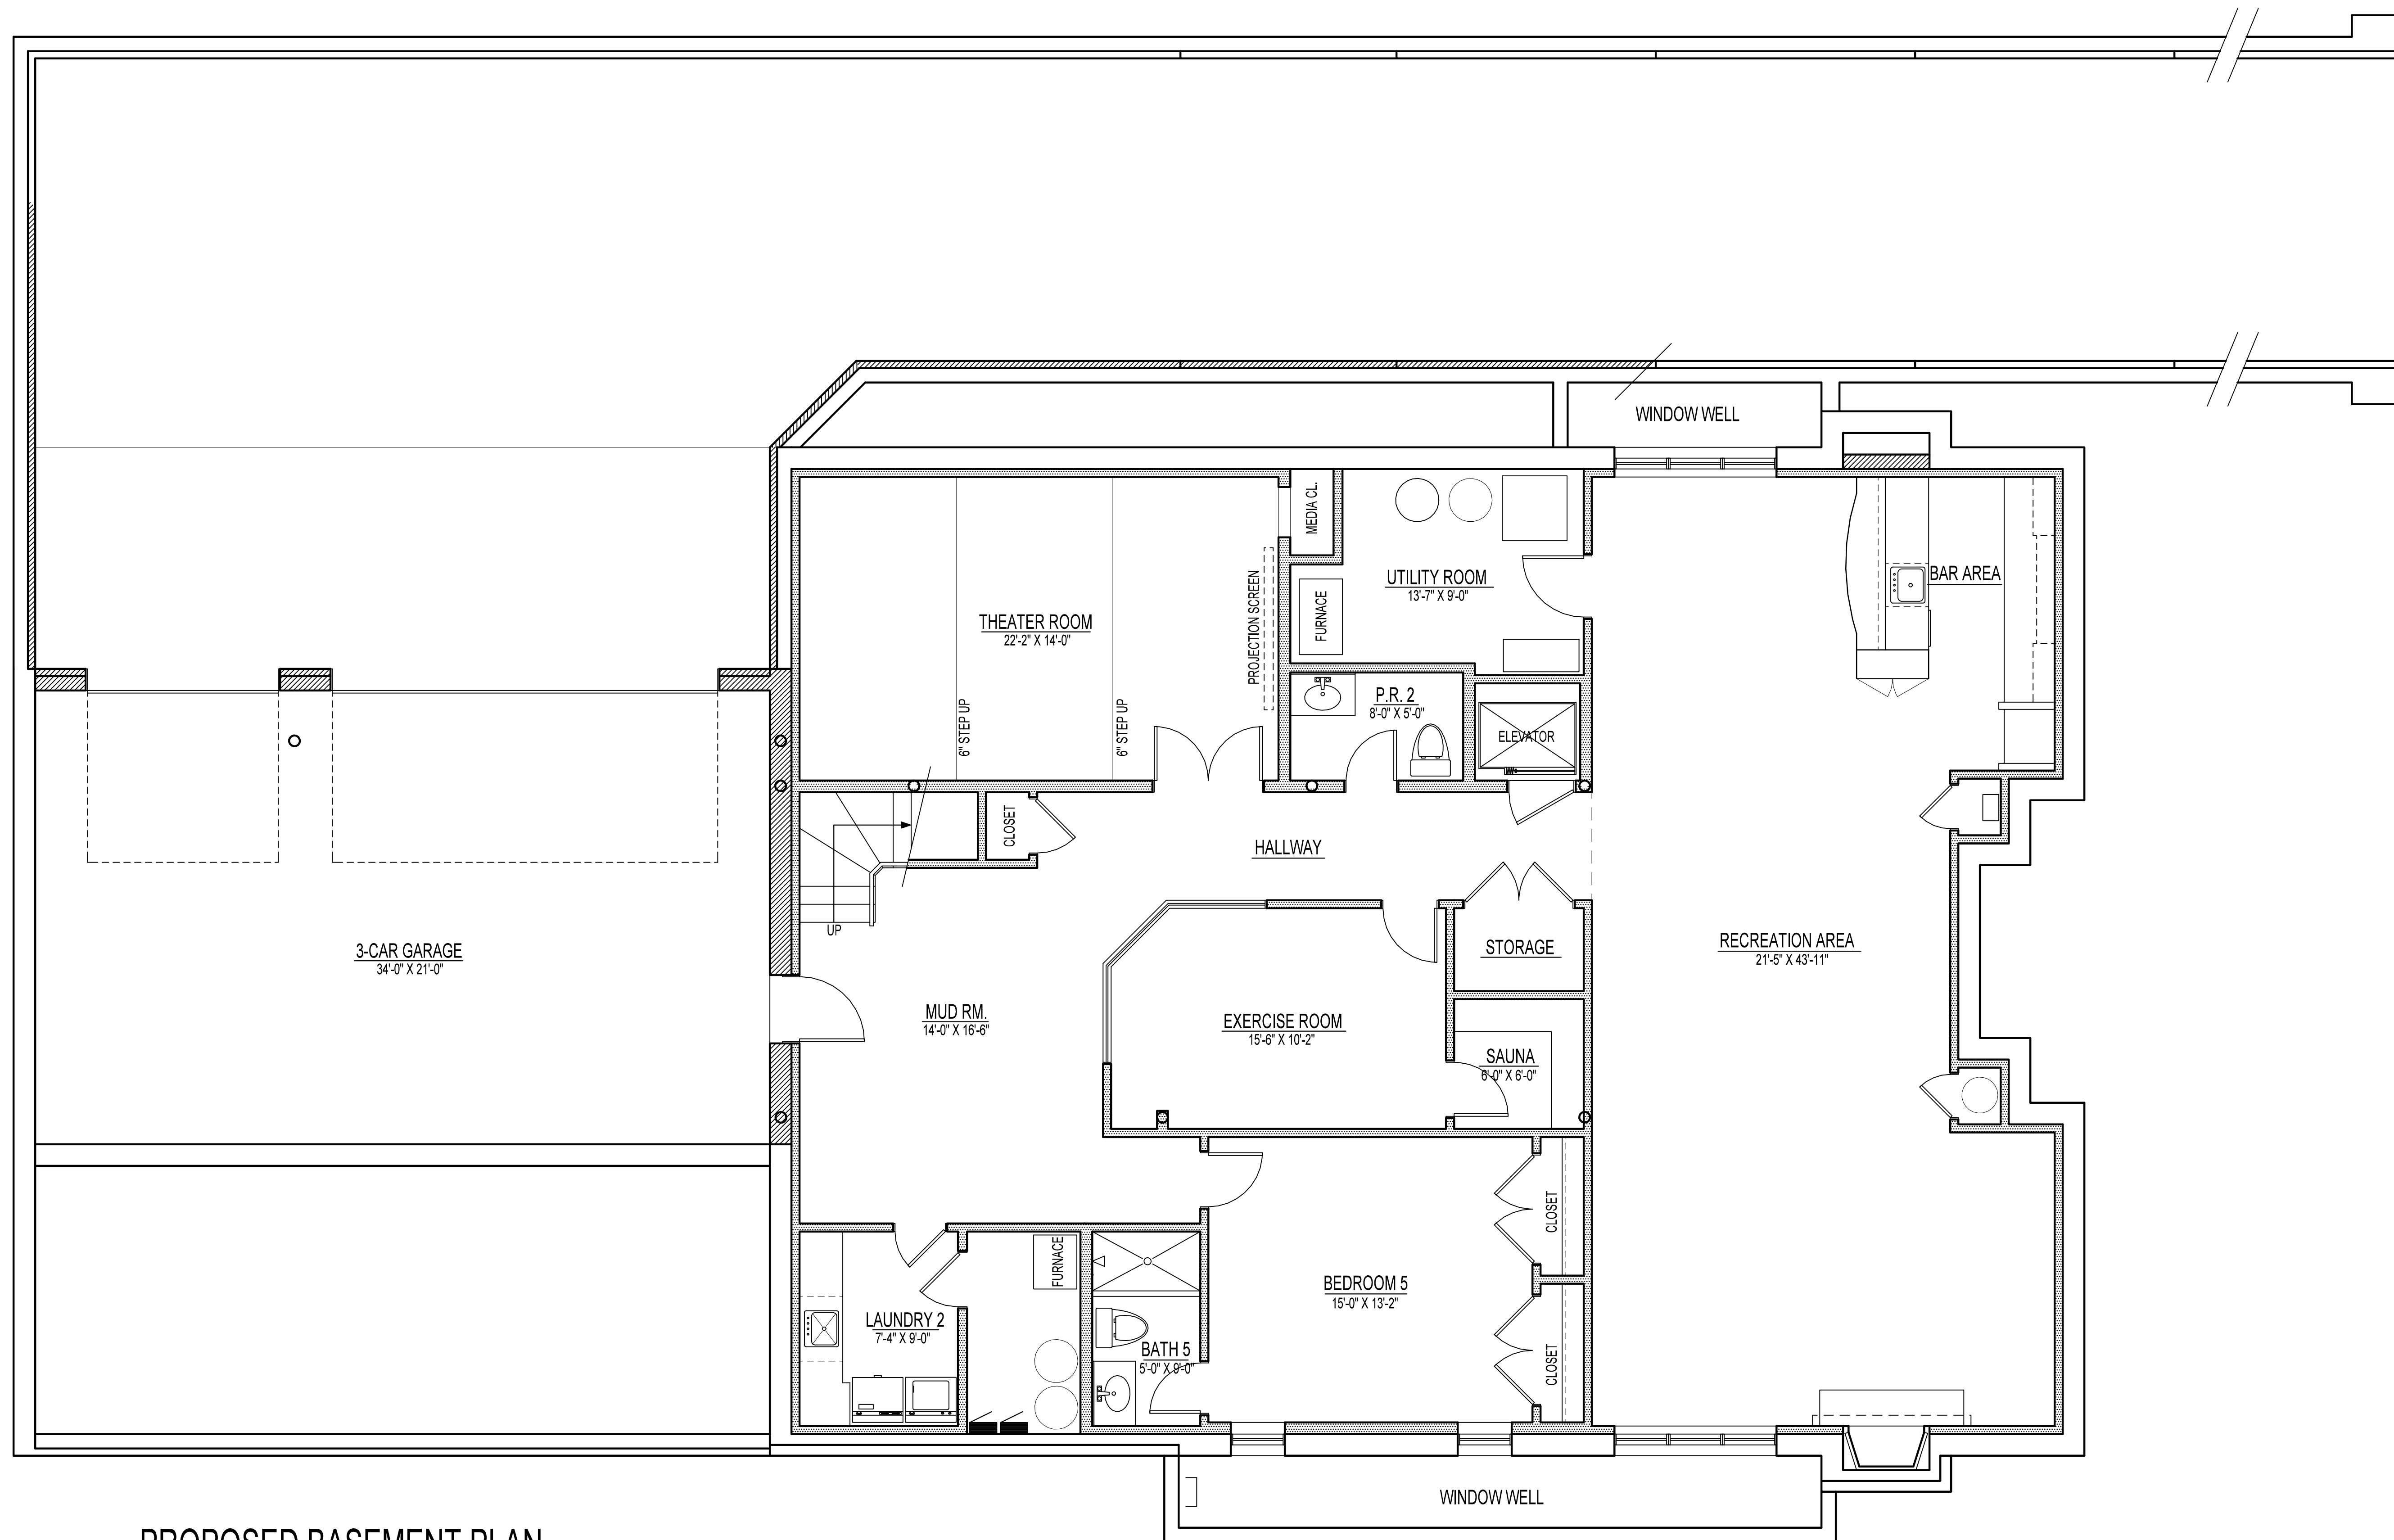 WINDOW WELL
MEDIA CL.
UTILITY ROOM
13'-7" X 9'-0"
FURNACE
BAR AREA
THEATER ROOM
22'-2" X 14'-0"
PROJECTION SCREEN
6" STEP UP
6" STEP UP
P.R. 2
8'-0" X 5'-0"
ELEVATOR
CLOSET
HALLWAY
UP
3-CAR GARAGE
34'-0" X 21'-0"
STORAGE
RECREATION AREA
21'-5" X 43'-11"
MUD RM.
14'-0" X 16'-6"
EXERCISE ROOM
15'-6" X 10'-2"
SAUNA
6'-0" X 6'-0"
CLOSET
FURNACE
BEDROOM 5
15'-0" X 13'-2"
LAUNDRY 2
7'-4" X 9'-0"
BATH 5
5'-0" X 9'-0"
CLOSET
WINDOW WELL
PROPOSED BASEMENT PLAN